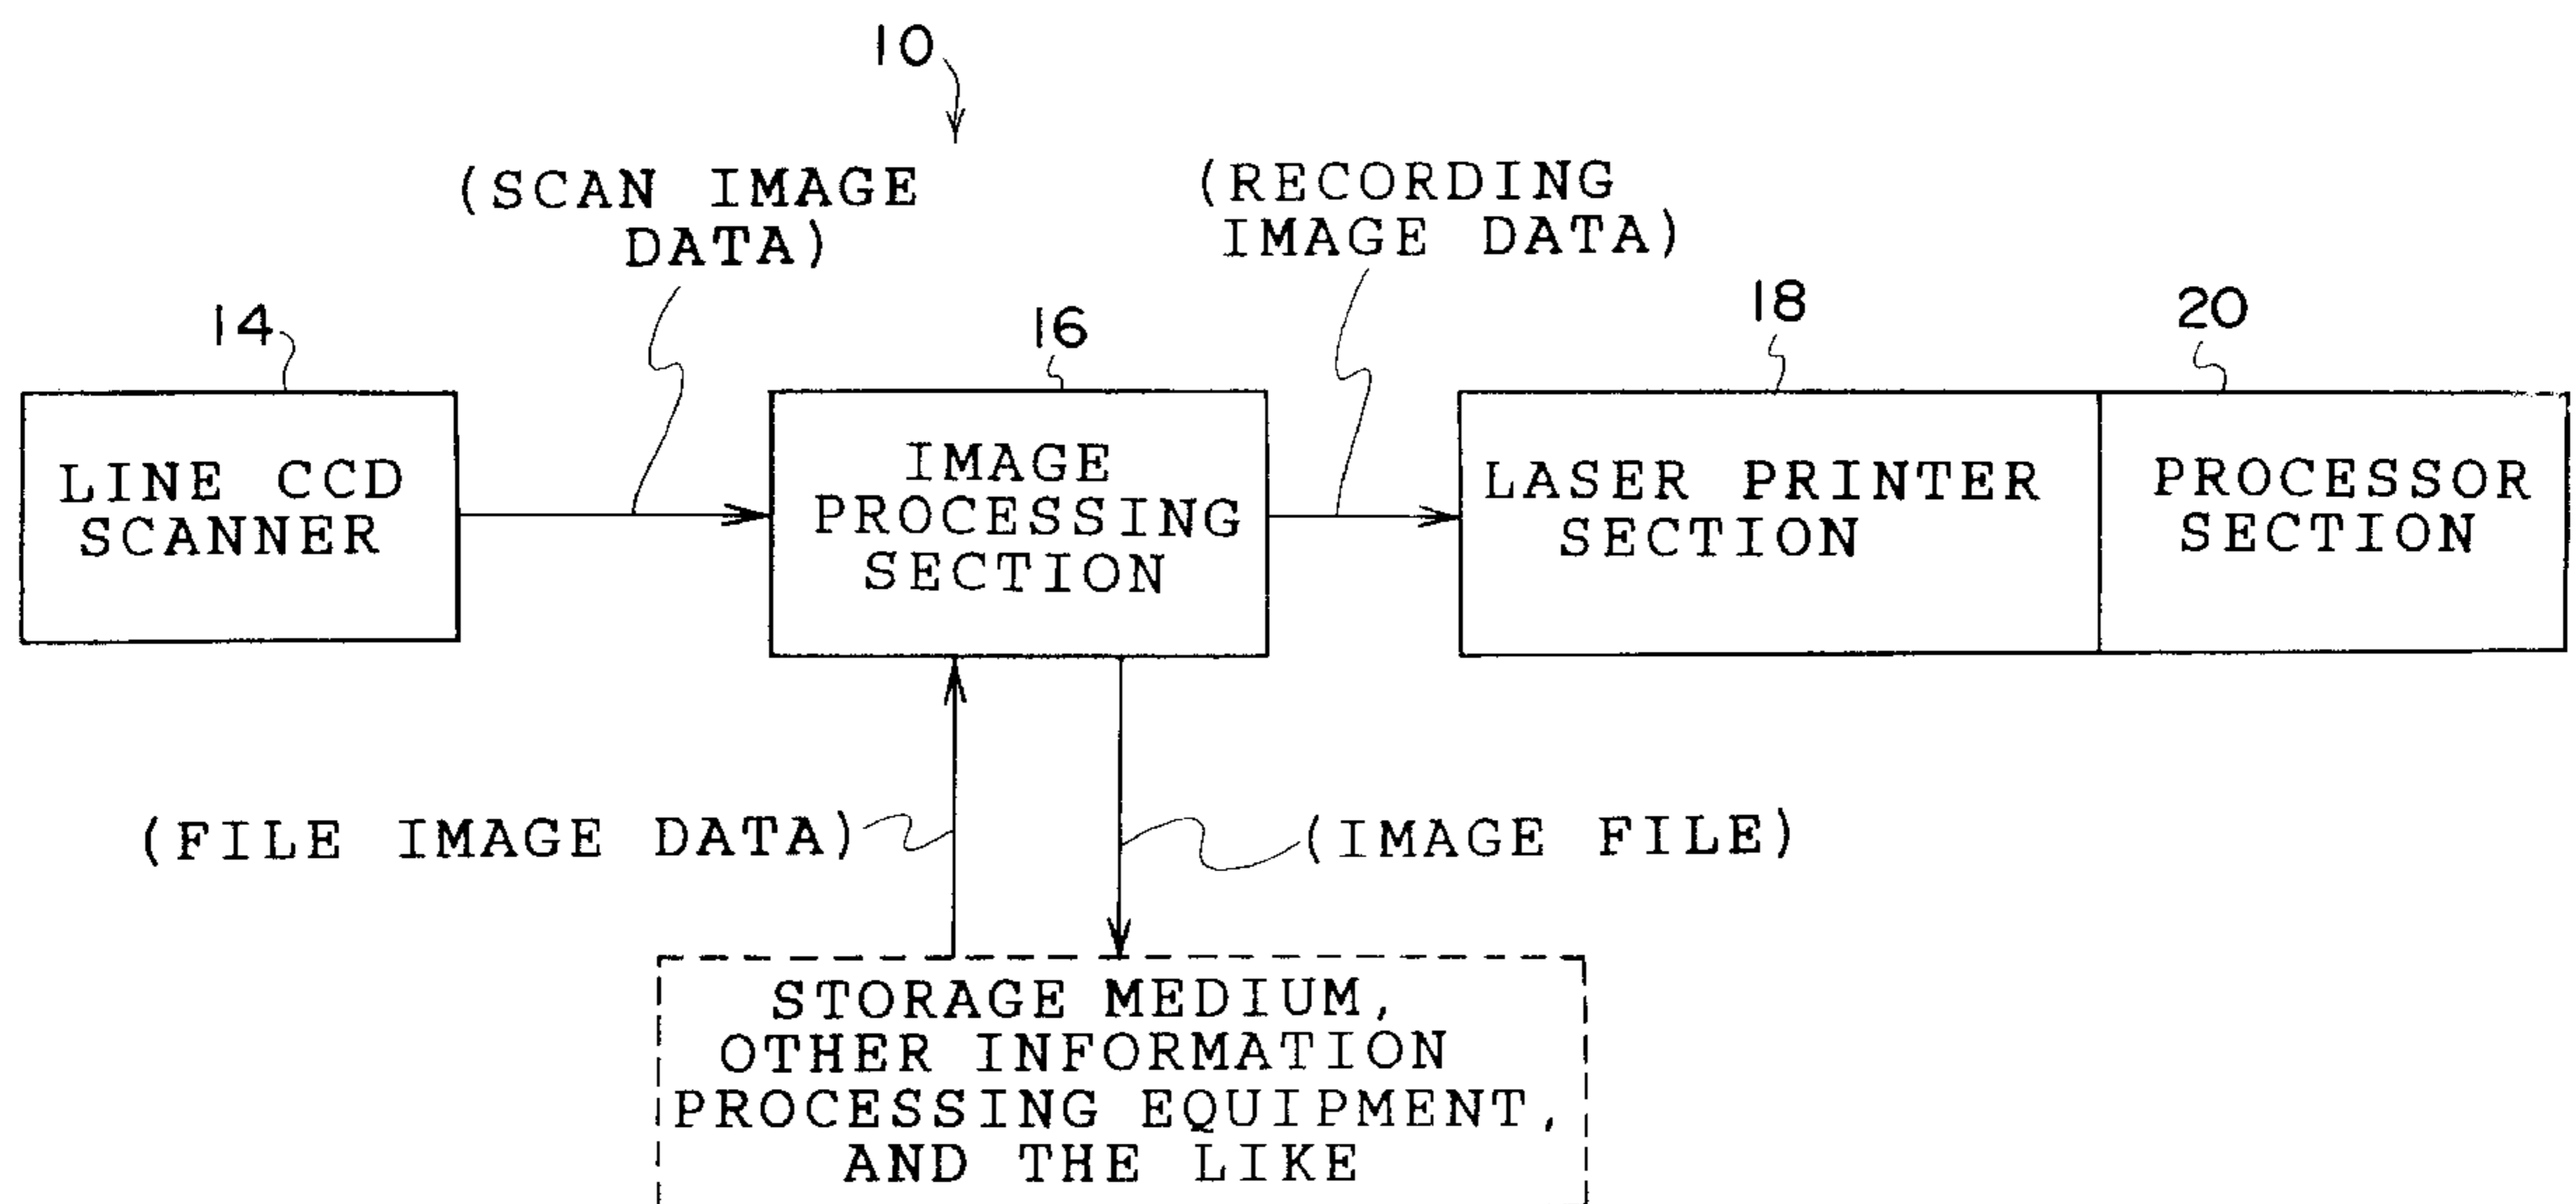 10
(SCAN IMAGE
DATA)
(RECORDING
IMAGE DATA)
14
16
18
20
LINE CCD
SCANNER
IMAGE
PROCESSING
SECTION
LASER PRINTER
SECTION
PROCESSOR
SECTION
(FILE IMAGE DATA)
(IMAGE FILE)
STORAGE MEDIUM,
OTHER INFORMATION
PROCESSING EQUIPMENT,
AND THE LIKE